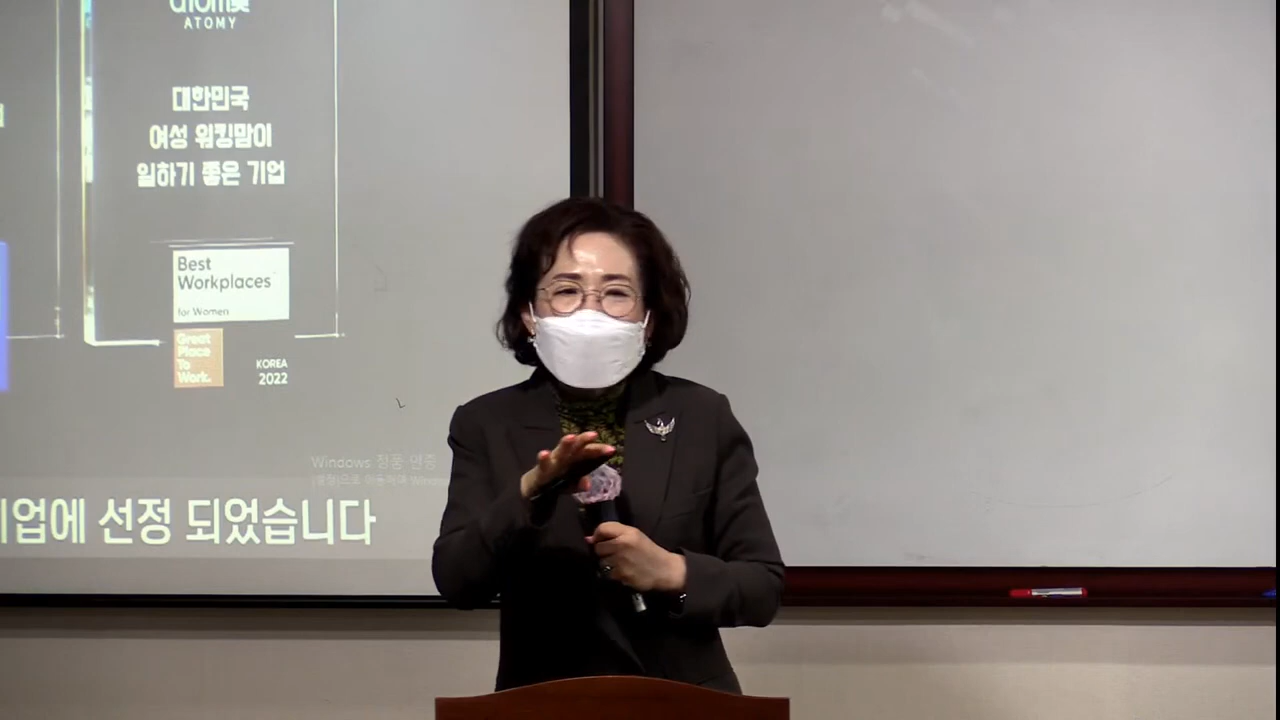 ATOMY
대한민국
여성 워킹맘이
일하기 좋은 기업
Best
Workplaces
for Women
Great
Place
To
Work.
KOREA
2022
Windows 정품 인증
업에 선정 되었습니다